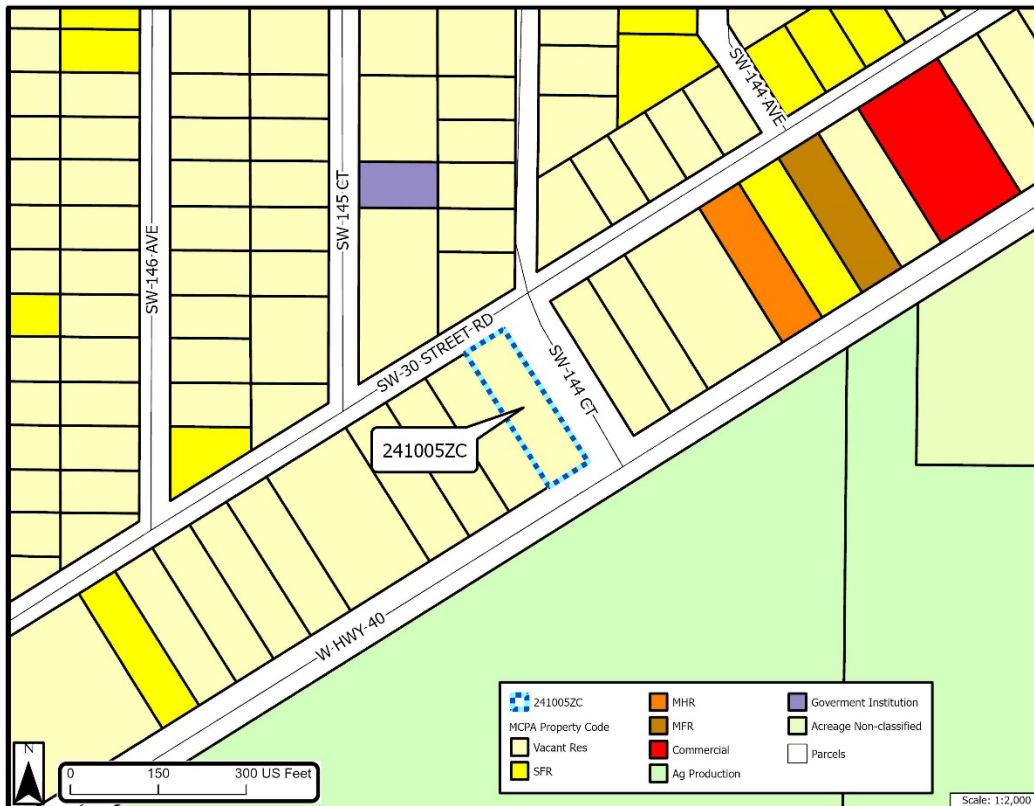 SW 144 AVE
SW 145 CT
SW 146 AVE
SW 30 STREET RD
SW 144 CT
241005ZC
W HWY 40
N
0 150 300 US Feet
241005ZC
MCPA Property Code
Vacant Res
SFR
MHR
MFR
Commercial
Ag Production
Goverment Institution
Acreage Non-classified
Parcels
Scale: 1:2,000